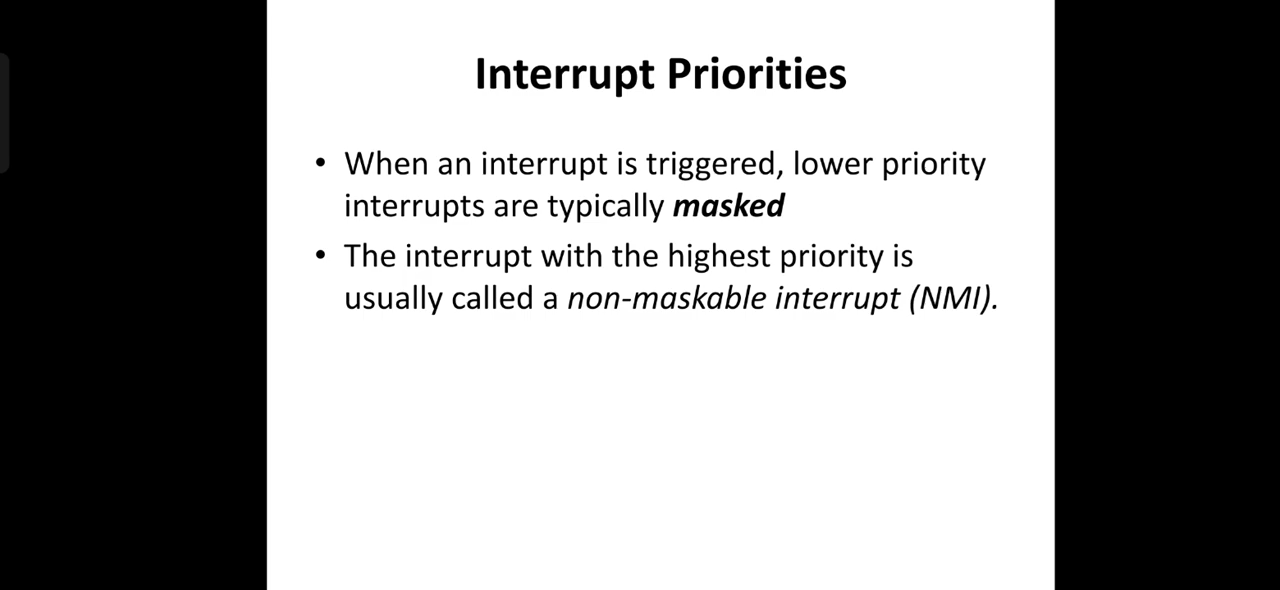 Interrupt Priorities
• When an interrupt is triggered, lower priority
interrupts are typically masked
• The interrupt with the highest priority is
usually called a non-maskable interrupt (NMI).